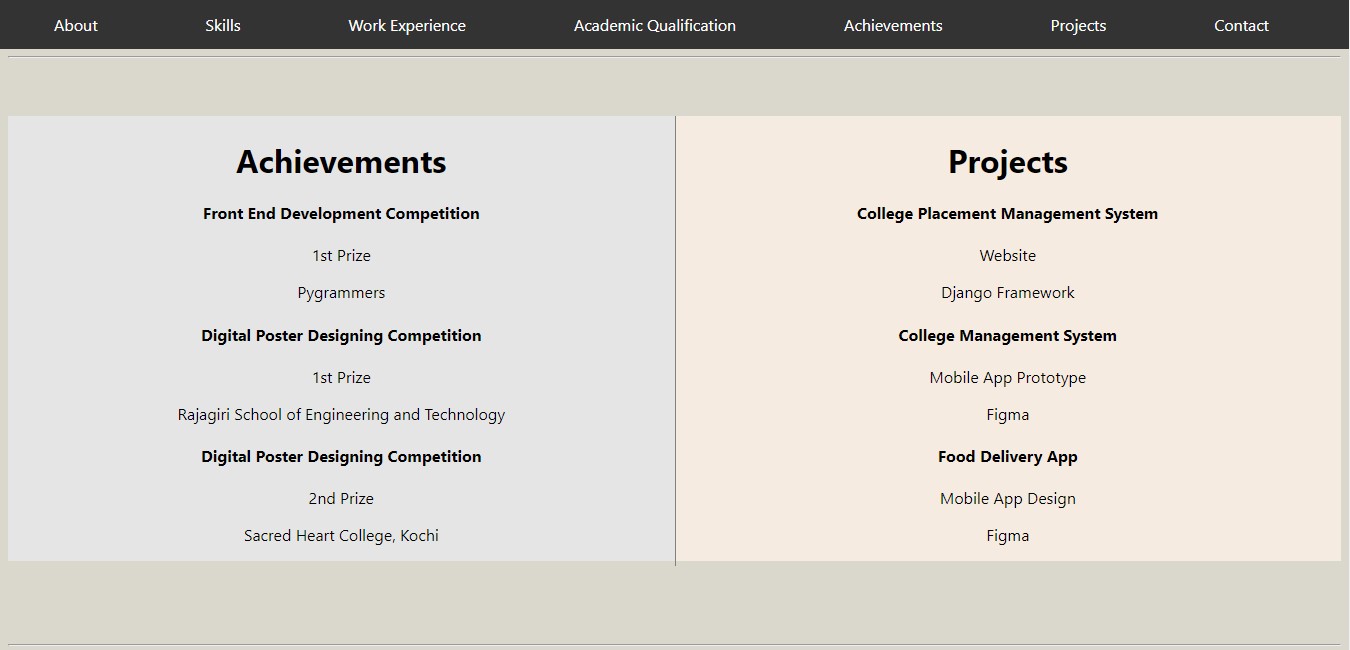 About Skills Work Experience Academic Qualification Achievements Projects Contact
Achievements
Front End Development Competition
1st Prize
Pygrammers
Digital Poster Designing Competition
1st Prize
Rajagiri School of Engineering and Technology
Digital Poster Designing Competition
2nd Prize
Sacred Heart College, Kochi
Projects
College Placement Management System
Website
Django Framework
College Management System
Mobile App Prototype
Figma
Food Delivery App
Mobile App Design
Figma